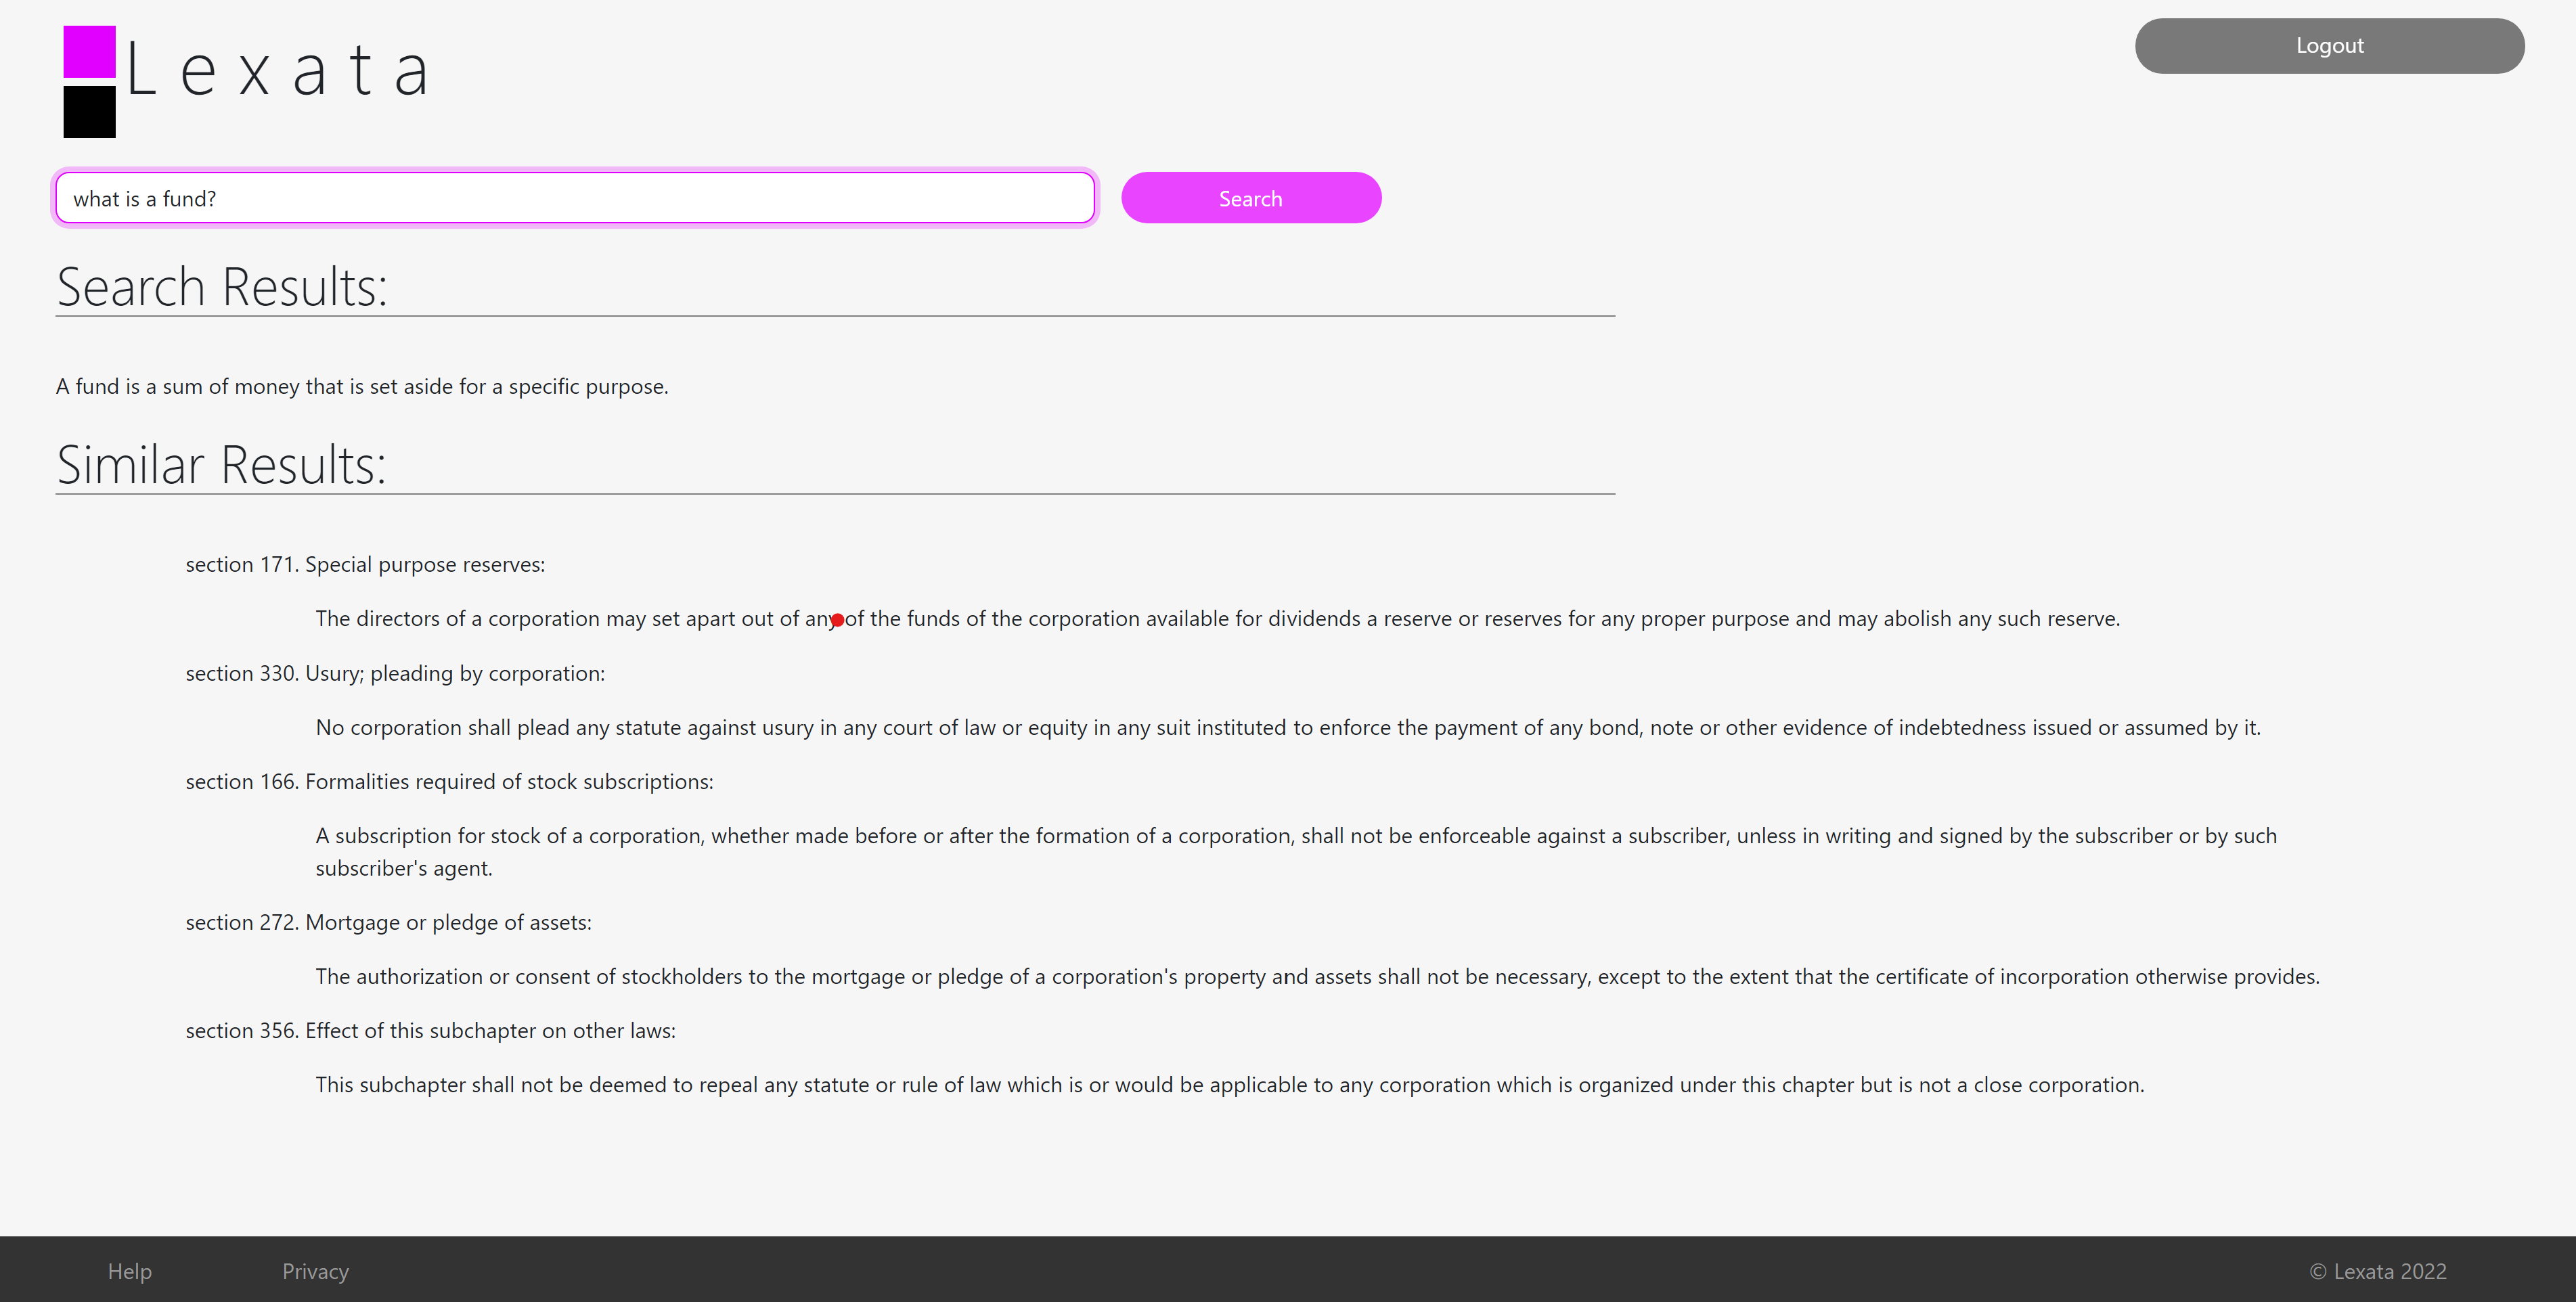 Lexata
Logout
what is a fund?
Search
Search Results:
A fund is a sum of money that is set aside for a specific purpose.
Similar Results:
section 171. Special purpose reserves:
The directors of a corporation may set apart out of any of the funds of the corporation available for dividends a reserve or reserves for any proper purpose and may abolish any such reserve.
section 330. Usury; pleading by corporation:
No corporation shall plead any statute against usury in any court of law or equity in any suit instituted to enforce the payment of any bond, note or other evidence of indebtedness issued or assumed by it.
section 166. Formalities required of stock subscriptions:
A subscription for stock of a corporation, whether made before or after the formation of a corporation, shall not be enforceable against a subscriber, unless in writing and signed by the subscriber or by such
subscriber's agent.
section 272. Mortgage or pledge of assets:
The authorization or consent of stockholders to the mortgage or pledge of a corporation's property and assets shall not be necessary, except to the extent that the certificate of incorporation otherwise provides.
section 356. Effect of this subchapter on other laws:
This subchapter shall not be deemed to repeal any statute or rule of law which is or would be applicable to any corporation which is organized under this chapter but is not a close corporation.
Help
Privacy
© Lexata 2022